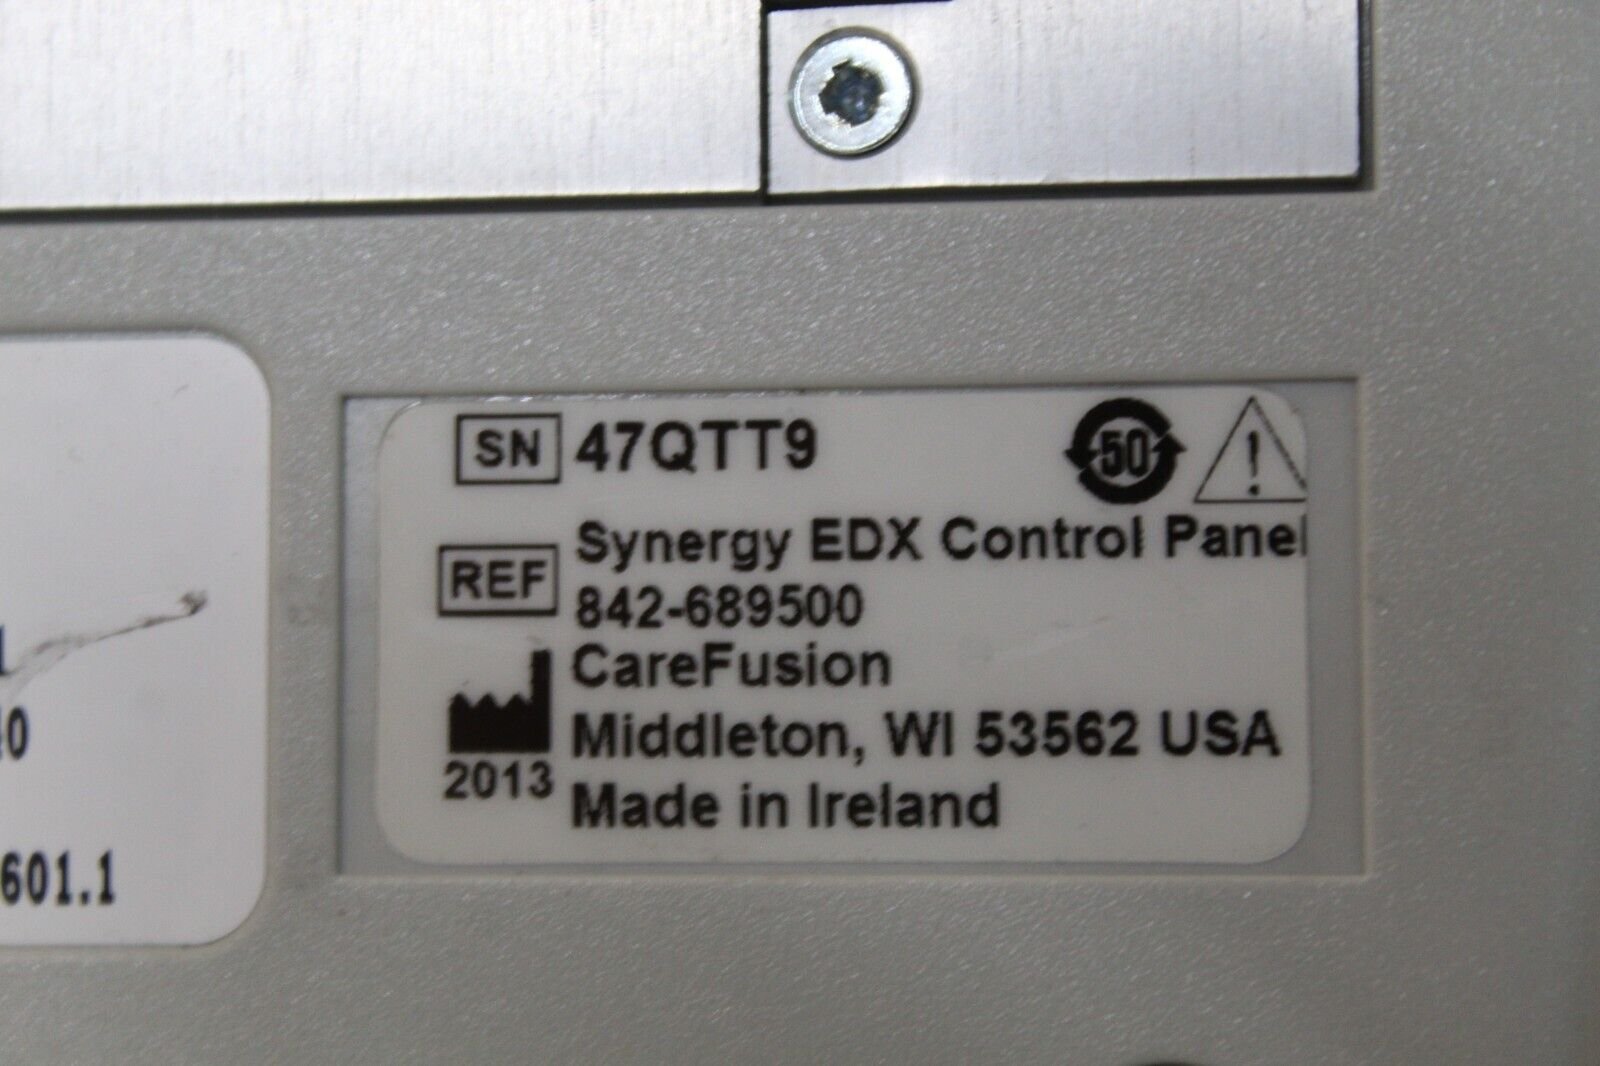 SN 47QTT9 50
REF Synergy EDX Control Panel
842-689500
CareFusion
2013 Middleton, WI 53562 USA
Made in Ireland
601.1